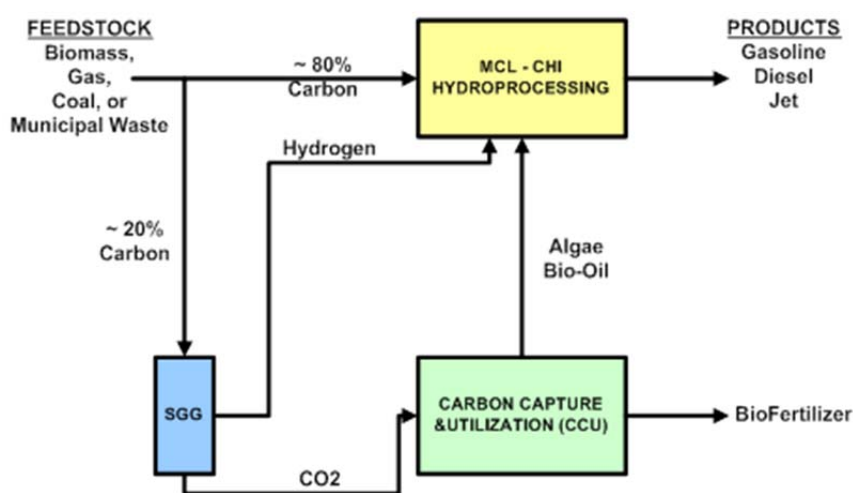 FEEDSTOCK
Biomass,
Gas,
Coal, or
Municipal Waste
~ 80%
Carbon
MCL - CHI
HYDROPROCESSING
PRODUCTS
Gasoline
Diesel
Jet
Hydrogen
~ 20%
Carbon
Algae
Bio-Oil
SGG
CARBON CAPTURE
&UTILIZATION (CCU)
BioFertilizer
CO2